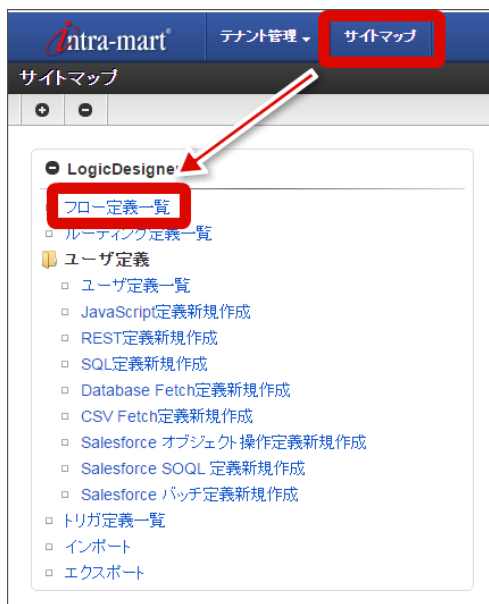 intra-mart® テナント管理 サイトマップ
サイトマップ
LogicDesigne
フロー定義一覧
ルーティング定義一覧
ユーザ定義
ユーザ定義一覧
JavaScript定義新規作成
REST定義新規作成
SQL定義新規作成
Database Fetch定義新規作成
CSV Fetch定義新規作成
Salesforce オブジェクト操作定義新規作成
Salesforce SOQL 定義新規作成
Salesforce バッチ定義新規作成
トリガ定義一覧
インポート
エクスポート